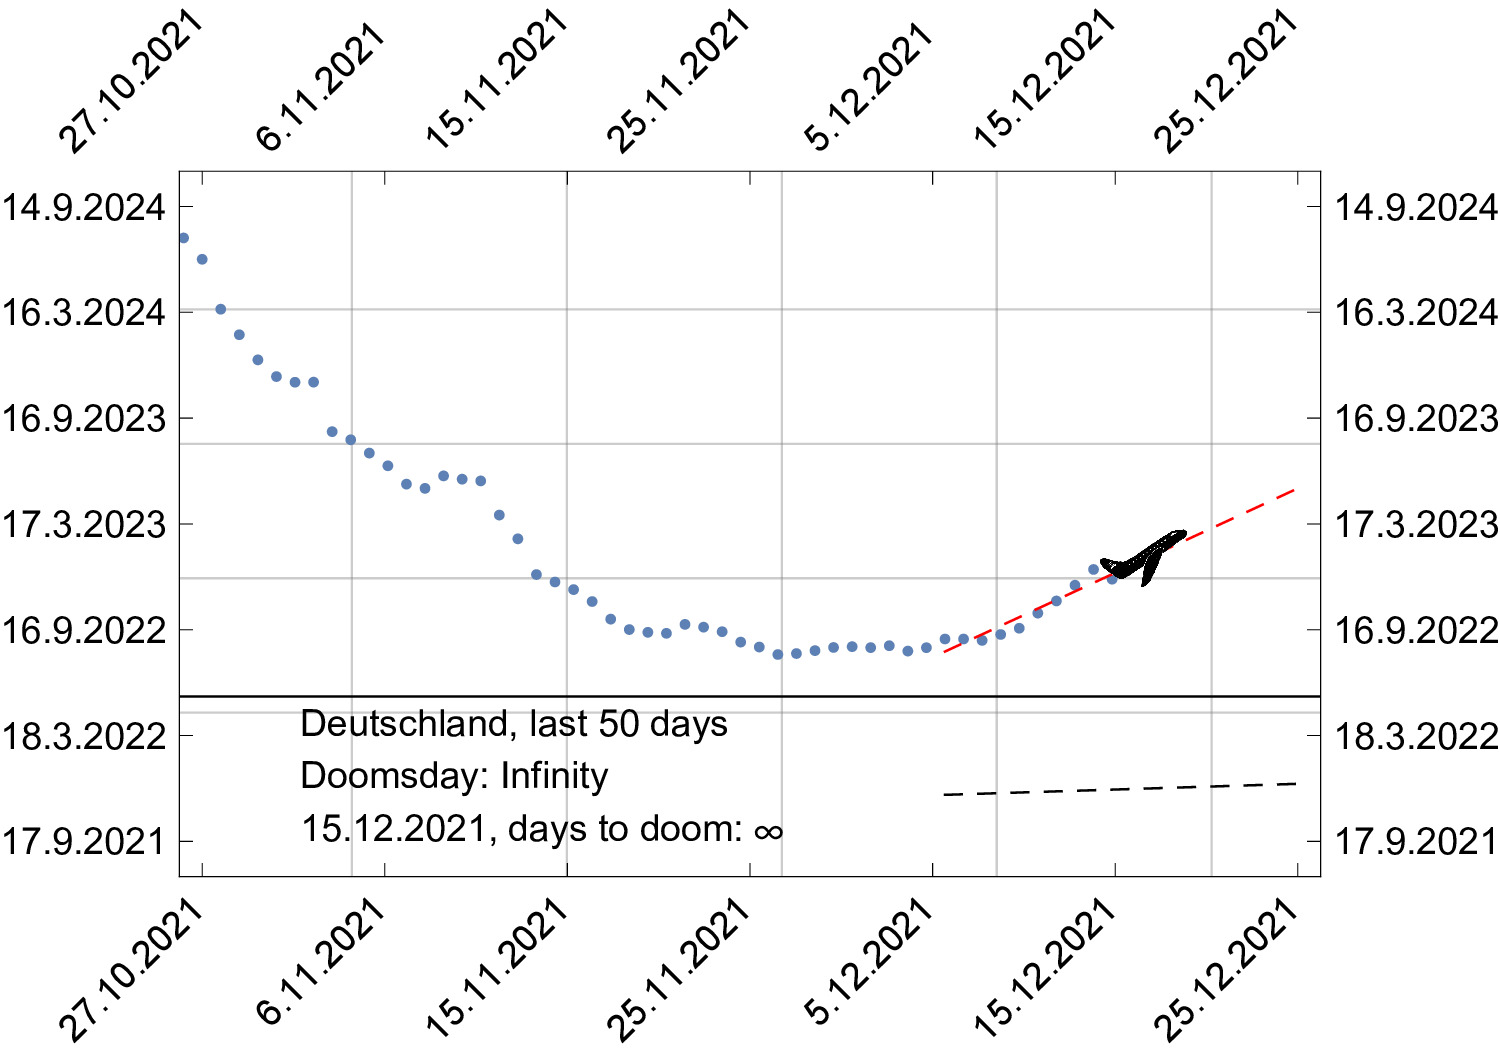 27.10.2021 6.11.2021 15.11.2021 25.11.2021 5.12.2021 15.12.2021 25.12.2021
14.9.2024 14.9.2024
16.3.2024 16.3.2024
16.9.2023 16.9.2023
17.3.2023 17.3.2023
16.9.2022 16.9.2022
Deutschland, last 50 days
18.3.2022 18.3.2022
Doomsday: Infinity
15.12.2021, days to doom: ∞
17.9.2021 17.9.2021
27.10.2021 6.11.2021 15.11.2021 25.11.2021 5.12.2021 15.12.2021 25.12.2021